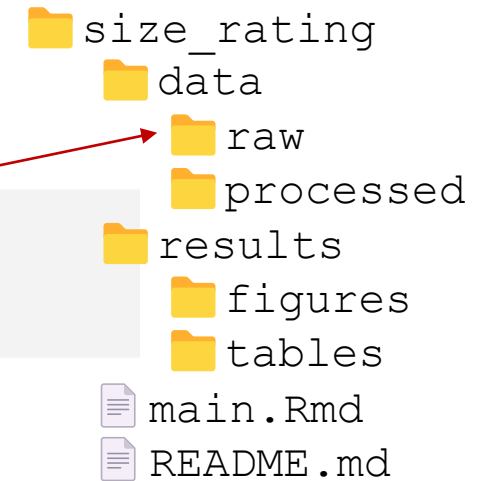 size_rating
data
raw
processed
results
figures
tables
main.Rmd
README.md